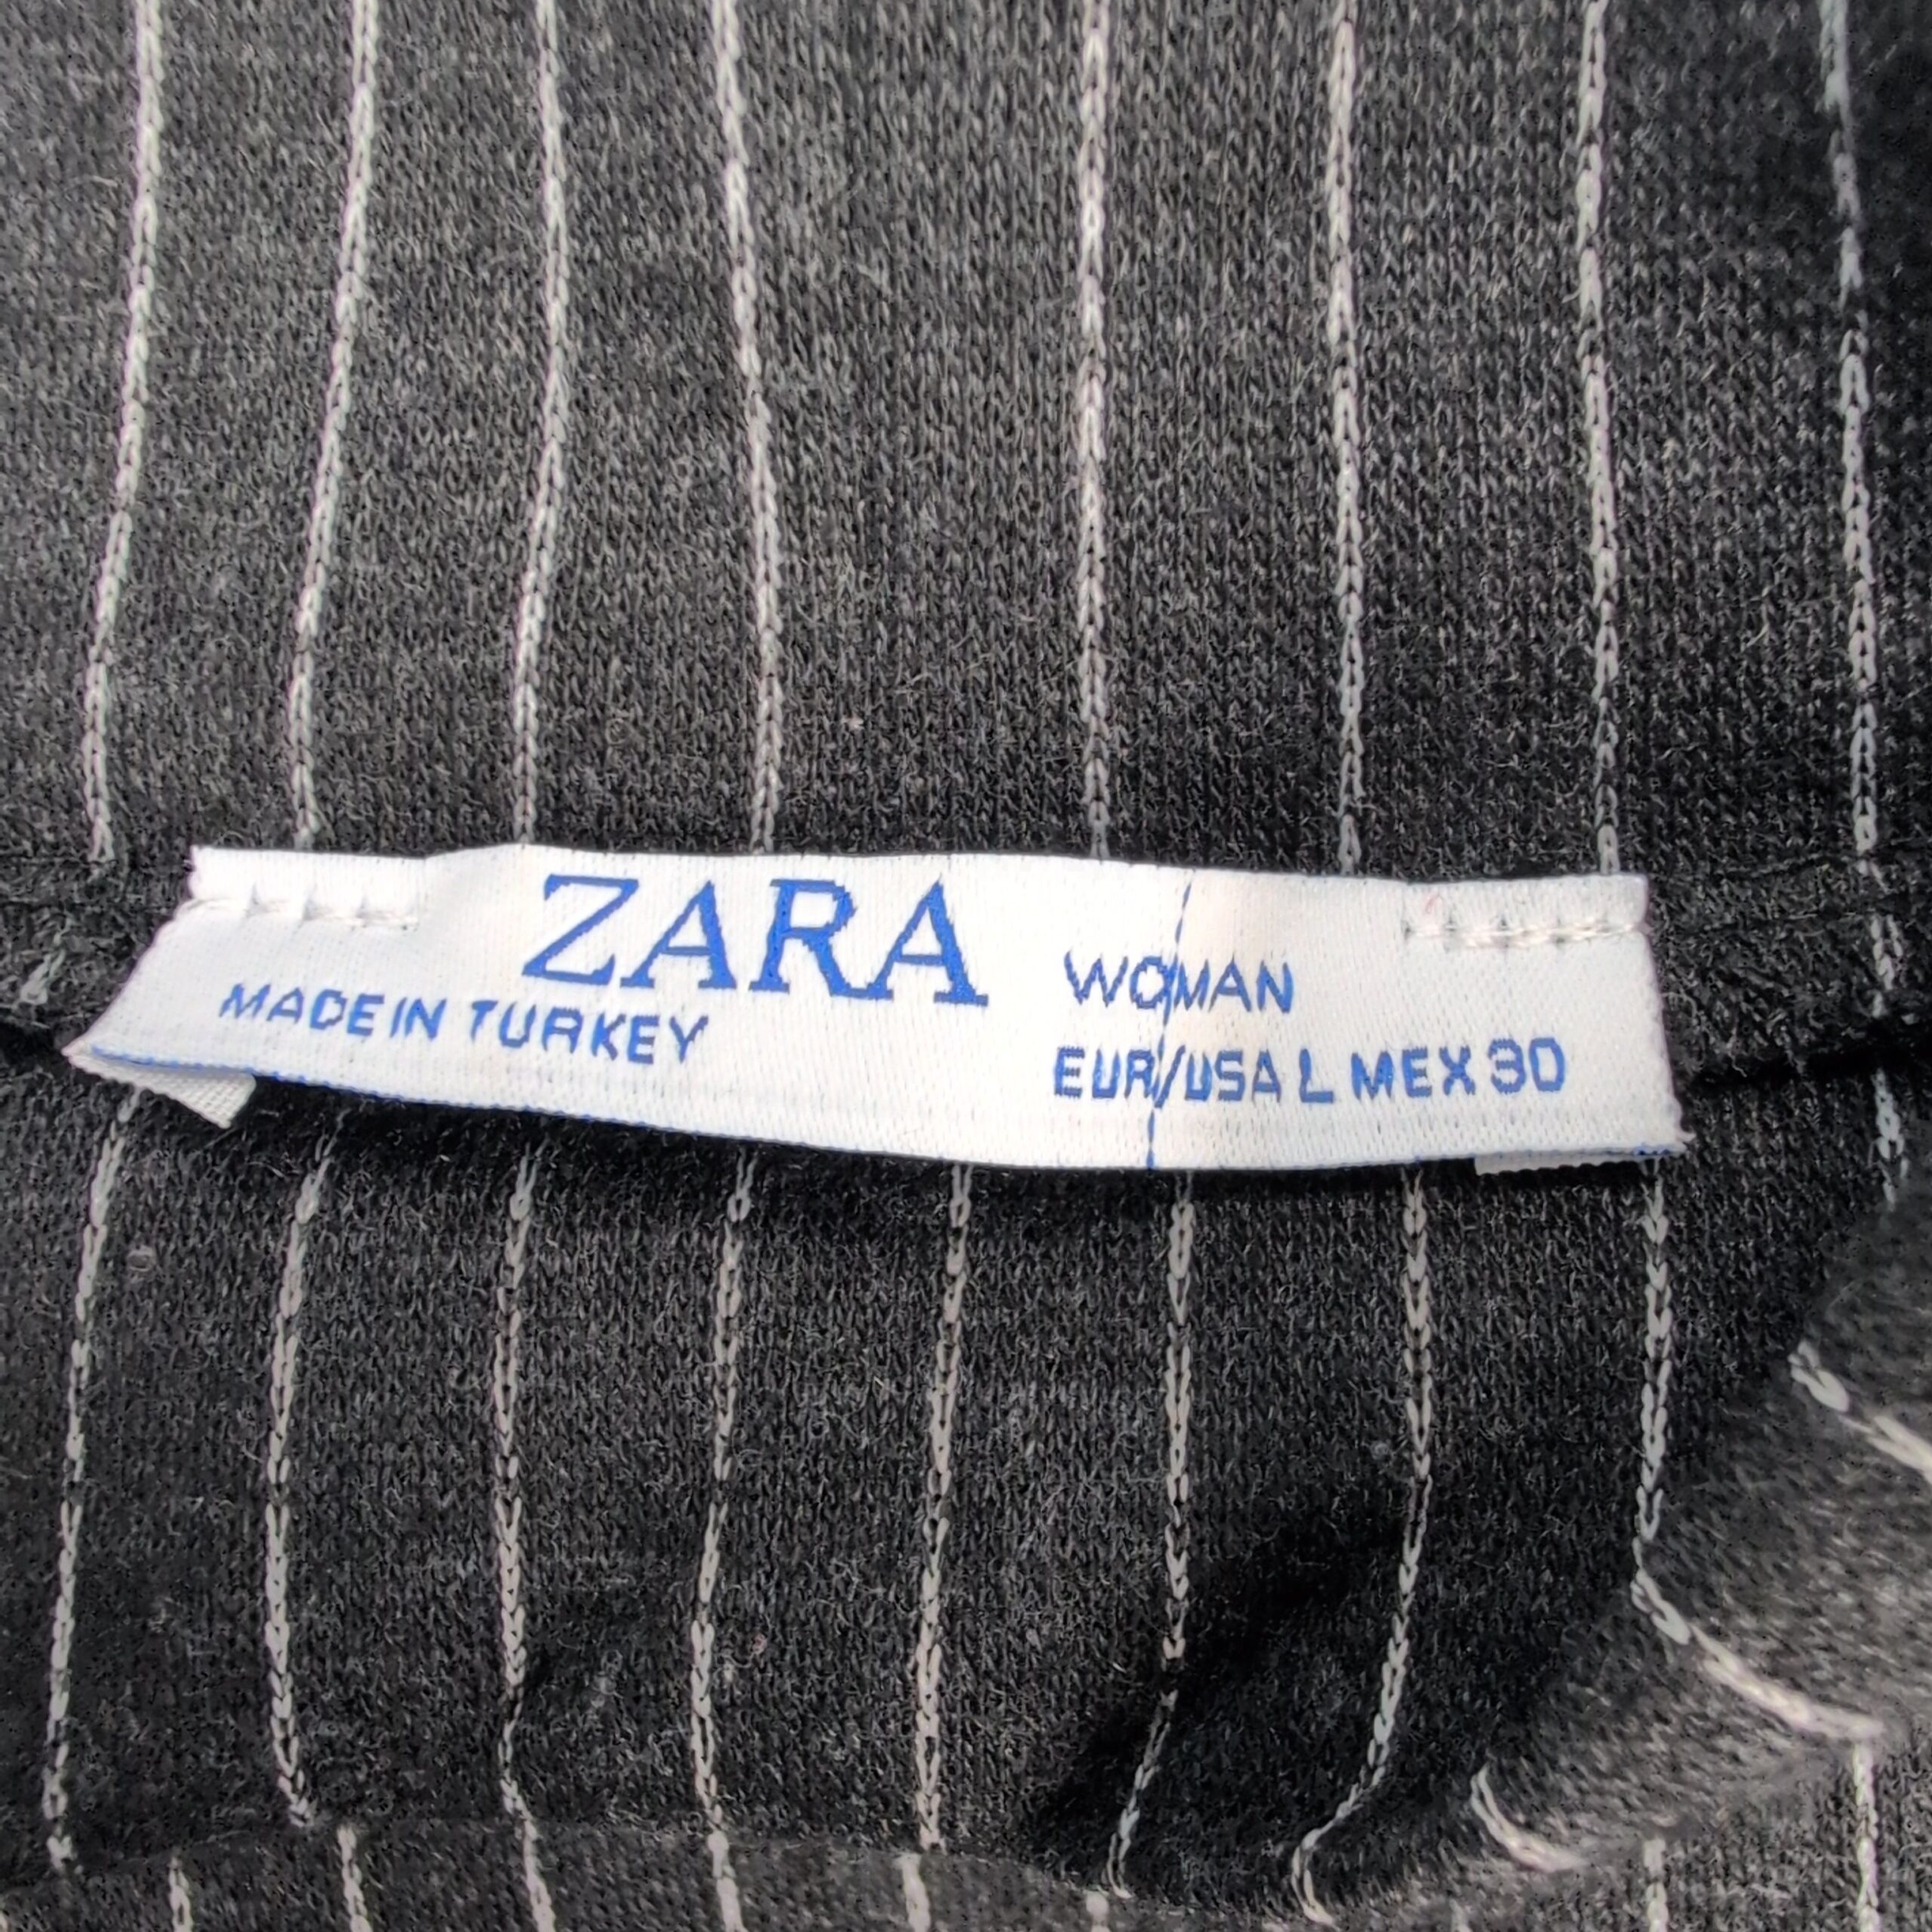 ZARA WOMAN
MADE IN TURKEY
EUR/USA L MEX 30